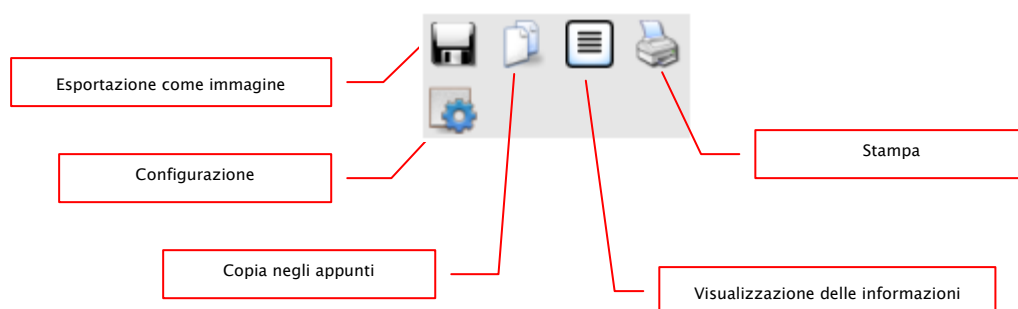 Esportazione come immagine
Stampa
Configurazione
Copia negli appunti
Visualizzazione delle informazioni